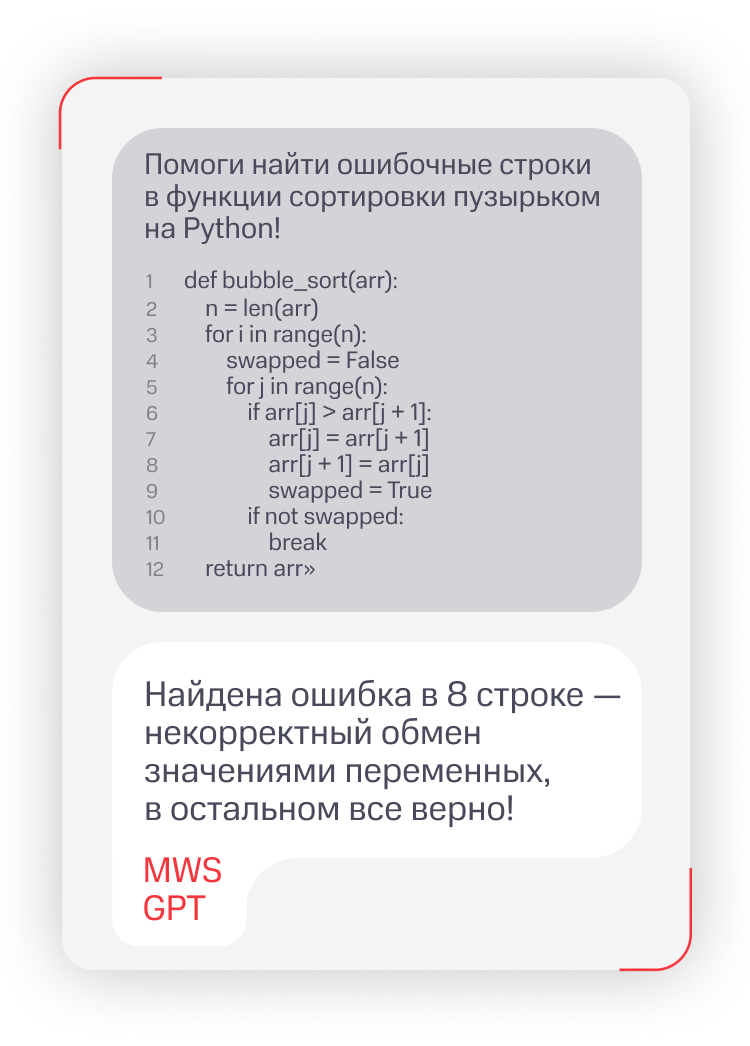 Помоги найти ошибочные строки
в функции сортировки пузырьком
на Python!
1 def bubble_sort(arr):
2 n = len(arr)
3 for i in range(n):
4 swapped = False
5 for j in range(n):
6 if arr[j] > arr[j + 1]:
7 arr[j] = arr[j + 1]
8 arr[j + 1] = arr[j]
9 swapped = True
10 if not swapped:
11 break
12 return arr»
Найдена ошибка в 8 строке —
некорректный обмен
значениями переменных,
в остальном все верно!
MWS
GPT